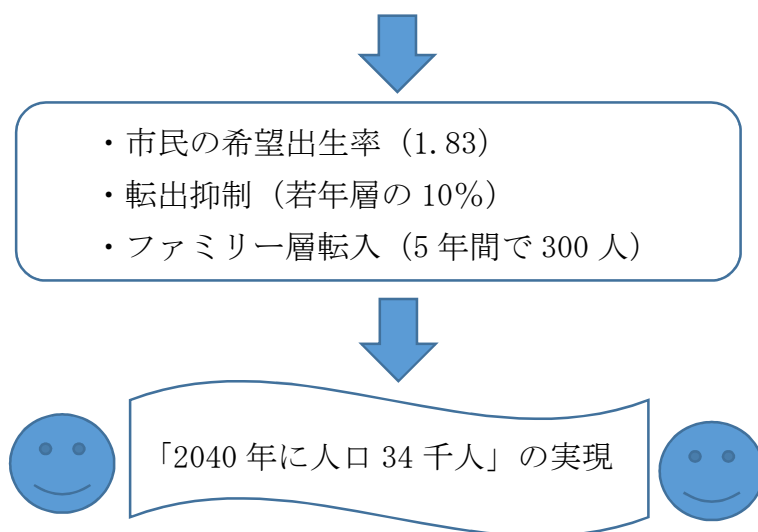 ・市民の希望出生率（1.83）
・転出抑制（若年層の 10％）
・ファミリー層転入（5 年間で 300 人）
「2040 年に人口 34 千人」の実現